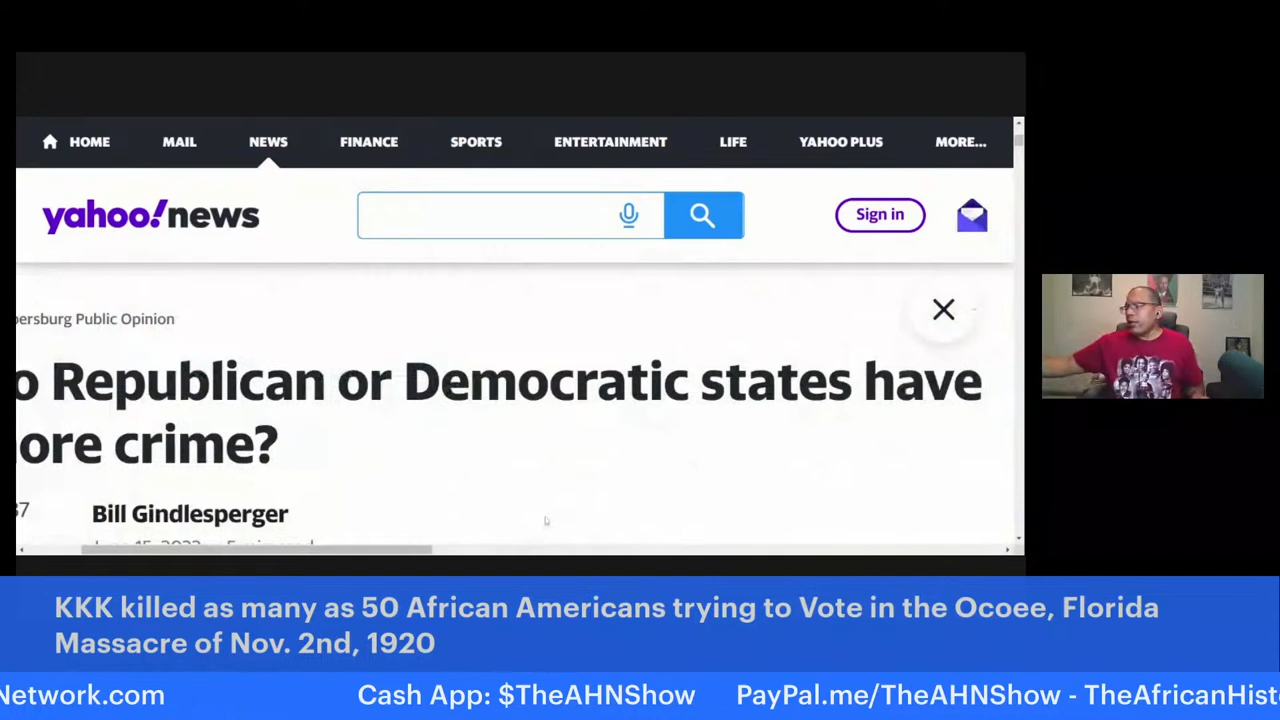 HOME MAIL NEWS FINANCE SPORTS ENTERTAINMENT LIFE YAHOO PLUS MORE...
yahoo!news
Sign in
ersburg Public Opinion
o Republican or Democratic states have
ore crime?
37
Bill Gindlesperger
KKK killed as many as 50 African Americans trying to Vote in the Ocoee, Florida
Massacre of Nov. 2nd, 1920
Network.com Cash App: $TheAHNShow PayPal.me/TheAHNShow - TheAfricanHist